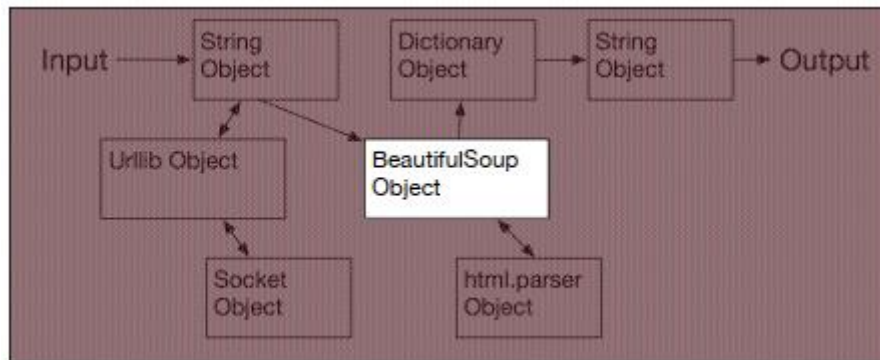 Input
String
Object
Dictionary
Object
String
Object
Output
Urllib Object
BeautifulSoup
Object
Socket
Object
html.parser
Object